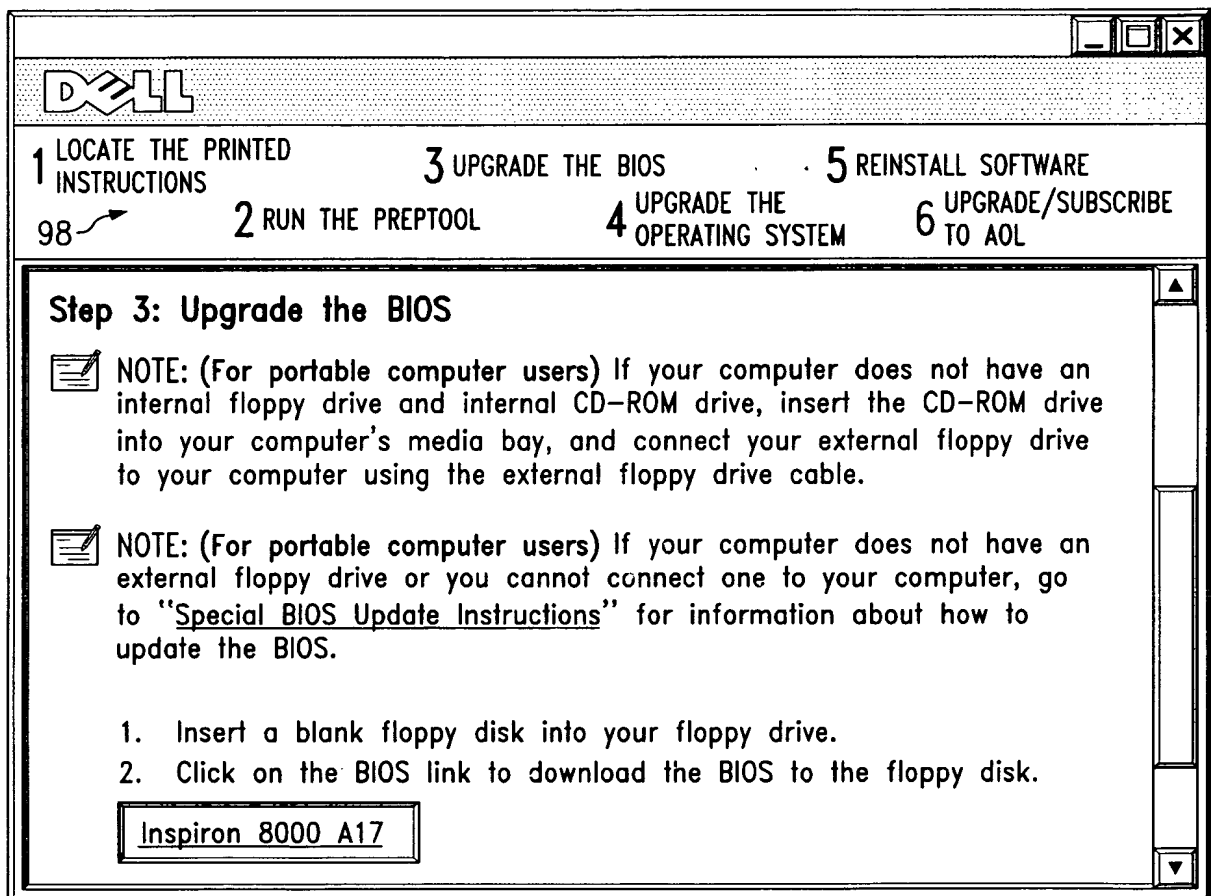 DELL
1 LOCATE THE PRINTED
INSTRUCTIONS
3 UPGRADE THE BIOS
5 REINSTALL SOFTWARE
98
2 RUN THE PREPTOOL
4 UPGRADE THE
OPERATING SYSTEM
6 UPGRADE/SUBSCRIBE
TO AOL
Step 3: Upgrade the BIOS
NOTE: (For portable computer users) If your computer does not have an
internal floppy drive and internal CD-ROM drive, insert the CD-ROM drive
into your computer's media bay, and connect your external floppy drive
to your computer using the external floppy drive cable.
NOTE: (For portable computer users) If your computer does not have an
external floppy drive or you cannot connect one to your computer, go
to "Special BIOS Update Instructions" for information about how to
update the BIOS.
1. Insert a blank floppy disk into your floppy drive.
2. Click on the BIOS link to download the BIOS to the floppy disk.
Inspiron 8000 A17